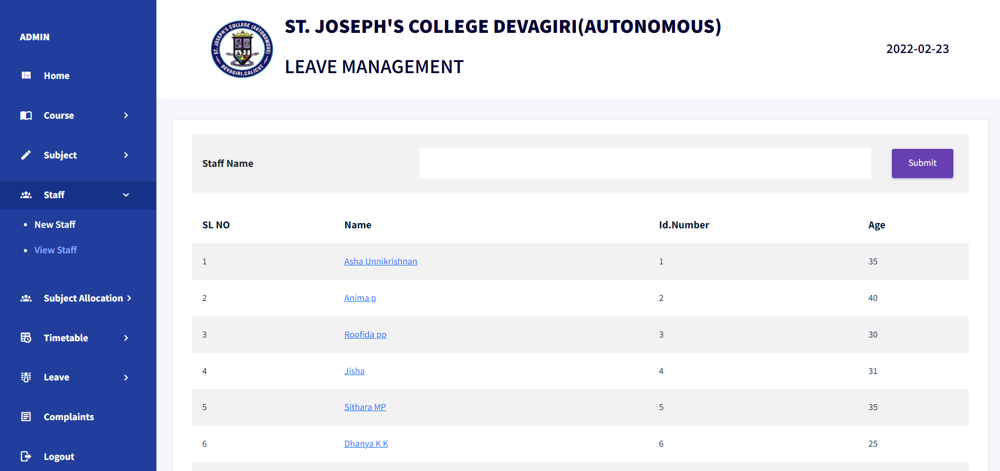 ADMIN
Home
Course
Subject
Staff
New Staff
View Staff
Subject Allocation
Timetable
Leave
Complaints
Logout
ST. JOSEPH'S COLLEGE (AUTONOMOUS)
DEVAGIRI, CALICUT
ST. JOSEPH'S COLLEGE DEVAGIRI(AUTONOMOUS)
LEAVE MANAGEMENT
2022-02-23
Staff Name Submit
SL NO Name Id.Number Age
1 Asha Unnikrishnan 1 35
2 Anima p 2 40
3 Roofida pp 3 30
4 Jisha 4 31
5 Sithara MP 5 35
6 Dhanya K K 6 25